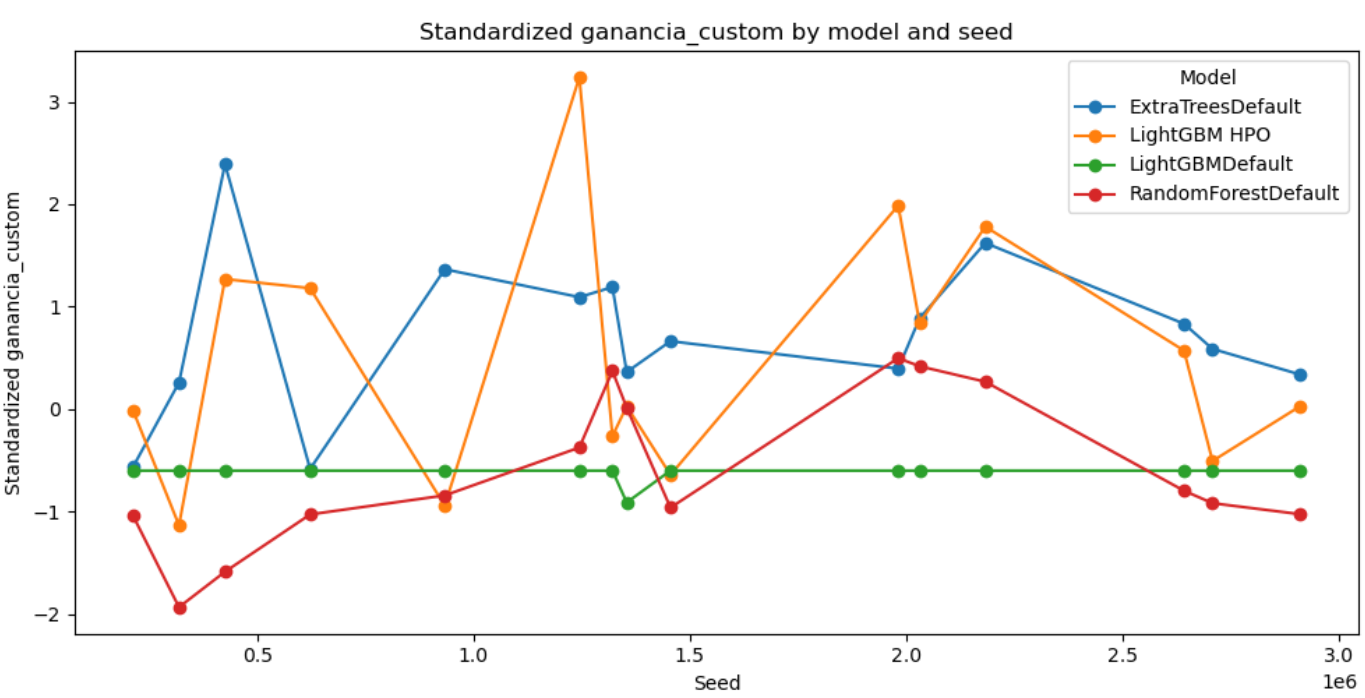 Standardized ganancia_custom by model and seed
Standardized ganancia_custom
3
2
1
0
−1
−2
Model
ExtraTreesDefault
LightGBM HPO
LightGBMDefault
RandomForestDefault
0.5
1.0
1.5
2.0
2.5
3.0
1e6
Seed